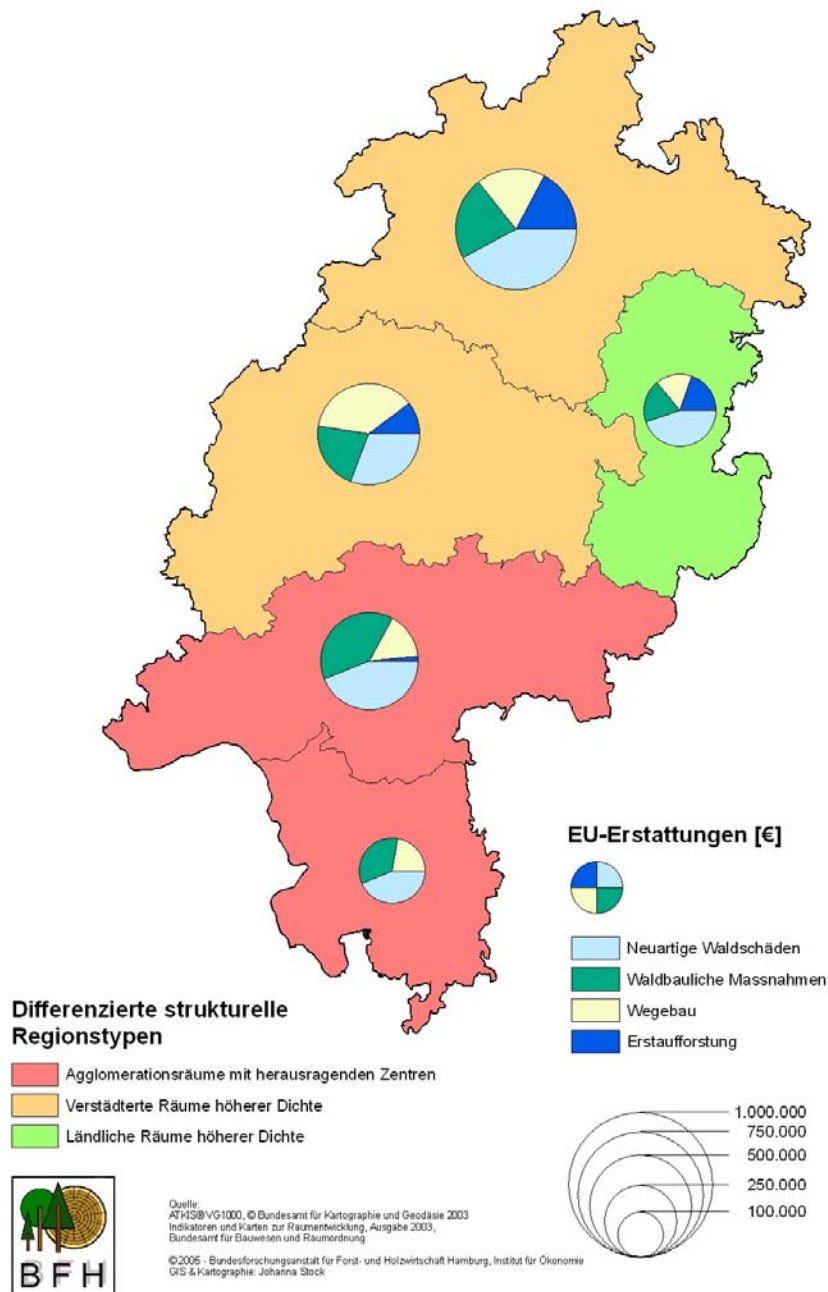 EU-Erstattungen [€]
Neuartige Waldschäden
Waldbauliche Massnahmen
Wegebau
Erstaufforstung
Differenzierte strukturelle
Regionstypen
Agglomerationsräume mit herausragenden Zentren
Verstädterte Räume höherer Dichte
Ländliche Räume höherer Dichte
1.000.000
750.000
500.000
250.000
100.000
BFH
Quelle:
ATKIS®VG1000, © Bundesamt für Kartographie und Geodäsie 2003
Indikatoren und Karten zur Raumentwicklung, Ausgabe 2003,
Bundesamt für Bauwesen und Raumordnung
©2005 - Bundesforschungsanstalt für Forst- und Holzwirtschaft Hamburg, Institut für Ökonomie
GIS & Kartographie: Johanna Stock